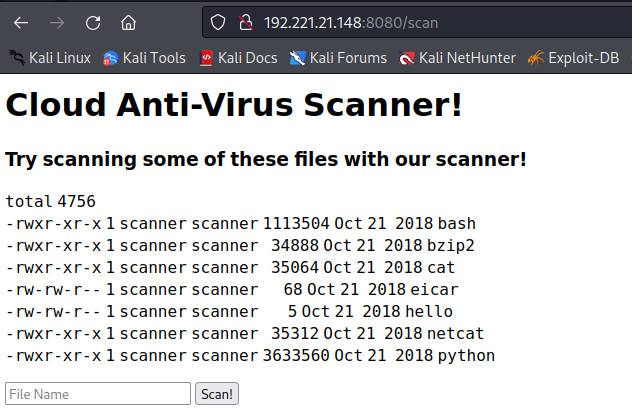 192.221.21.148:8080/scan
Kali Linux Kali Tools Kali Docs Kali Forums Kali NetHunter Exploit-DB
Cloud Anti-Virus Scanner!
Try scanning some of these files with our scanner!
total 4756
-rwxr-xr-x 1 scanner scanner 1113504 Oct 21 2018 bash
-rwxr-xr-x 1 scanner scanner 34888 Oct 21 2018 bzip2
-rwxr-xr-x 1 scanner scanner 35064 Oct 21 2018 cat
-rw-rw-r-- 1 scanner scanner 68 Oct 21 2018 eicar
-rw-rw-r-- 1 scanner scanner 5 Oct 21 2018 hello
-rwxr-xr-x 1 scanner scanner 35312 Oct 21 2018 netcat
-rwxr-xr-x 1 scanner scanner 3633560 Oct 21 2018 python
File Name Scan!